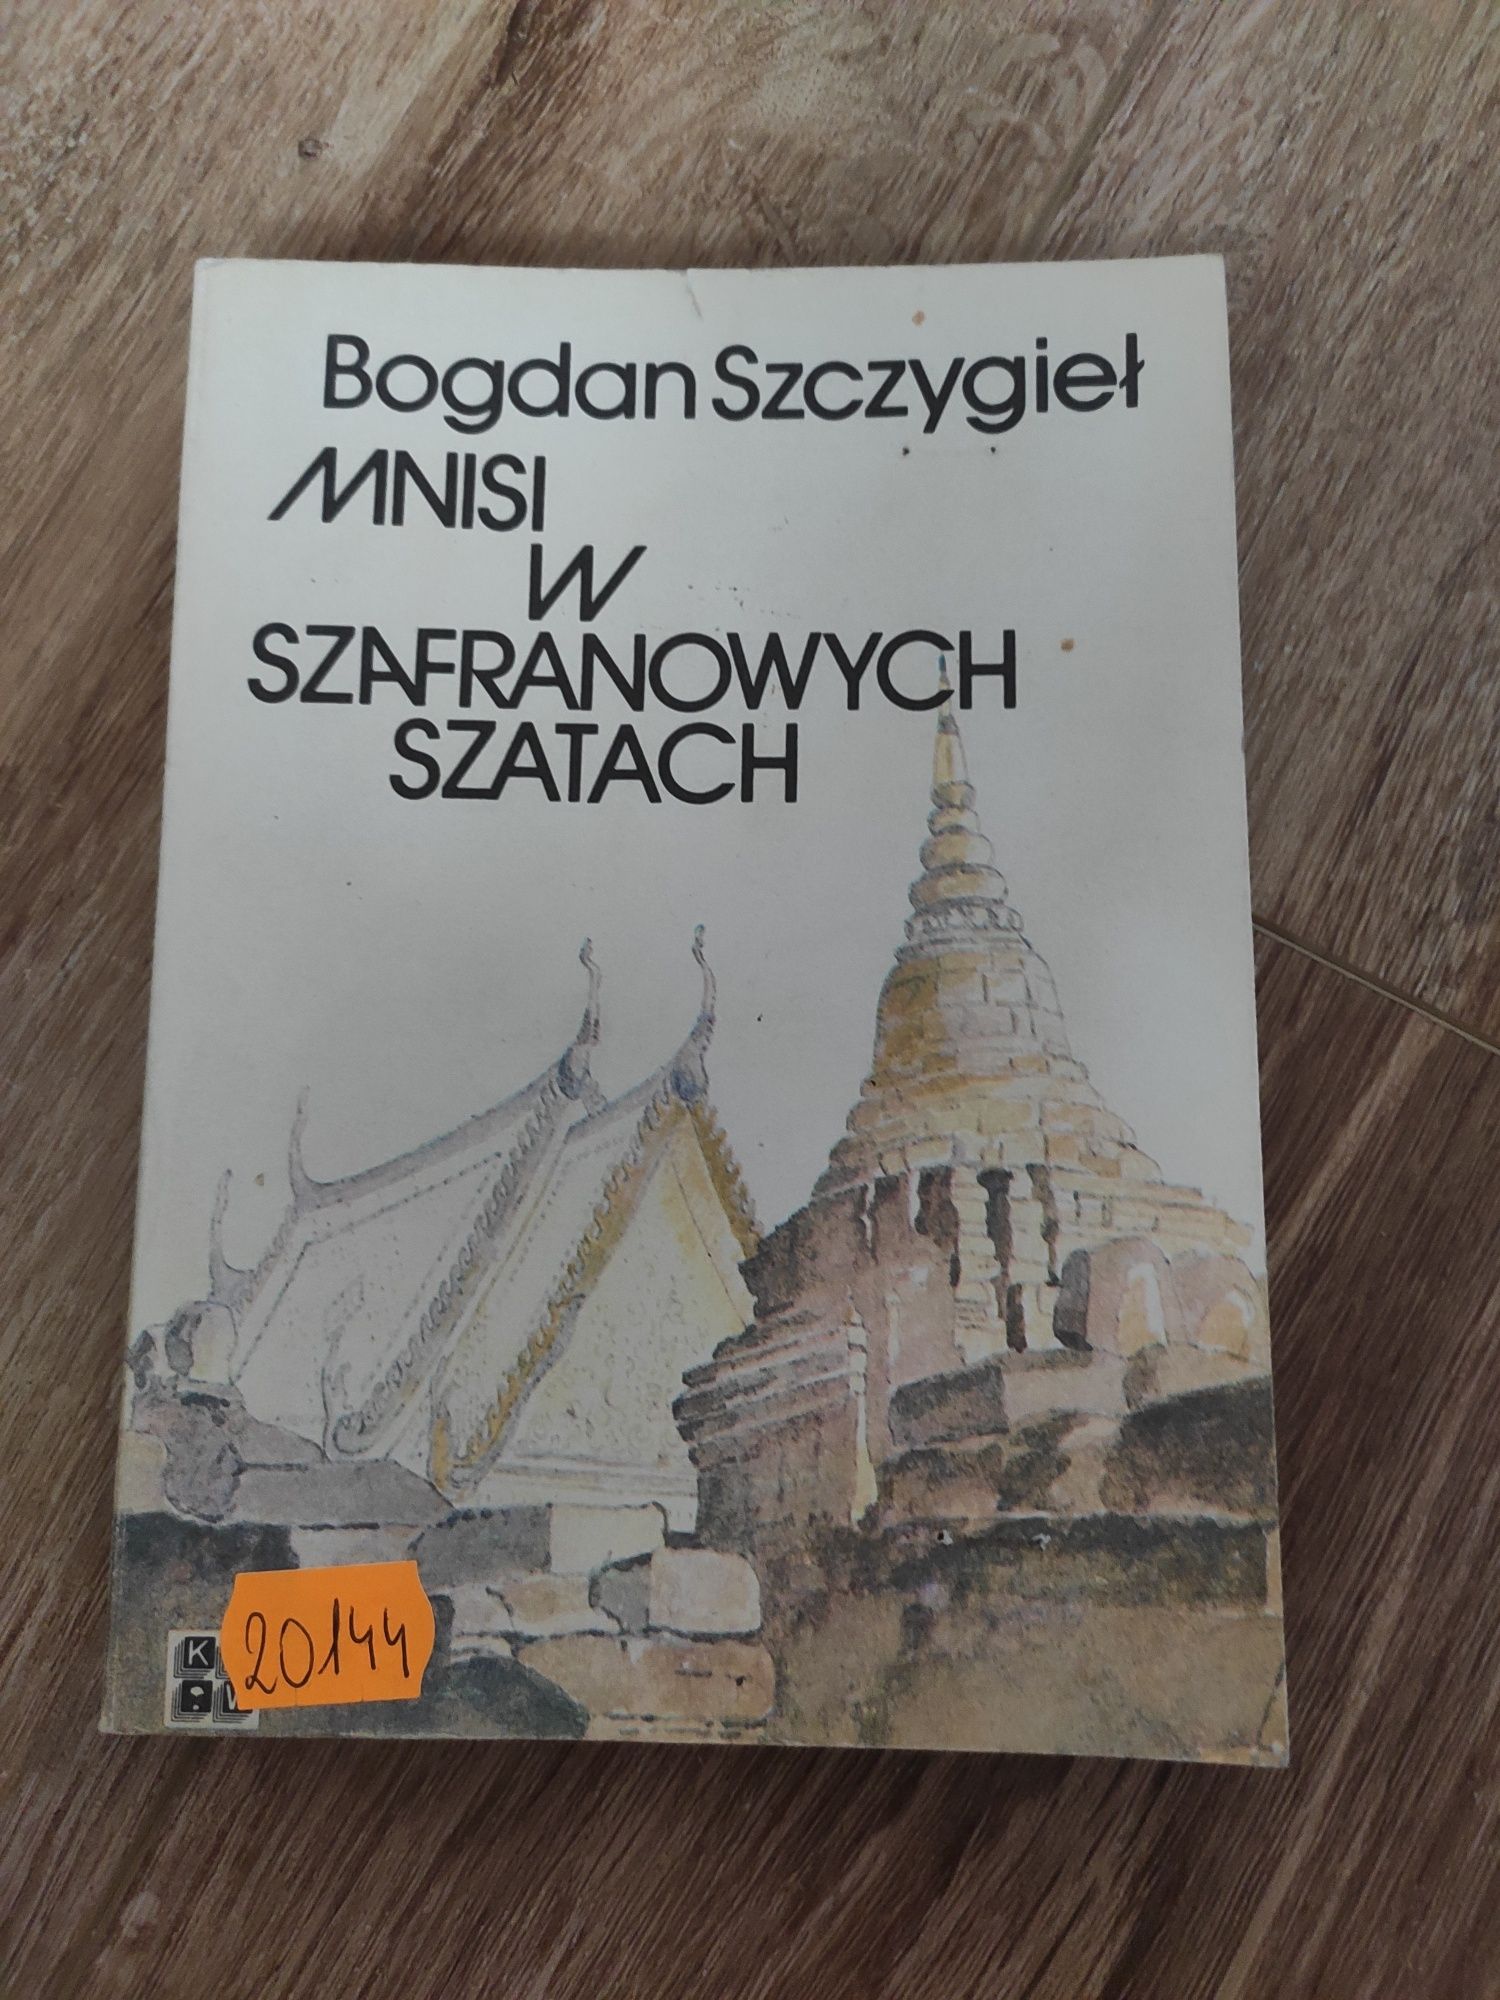 Bogdan Szczygieł
MNISI
W
SZAFRANOWYCH
SZATACH
20144
K
W